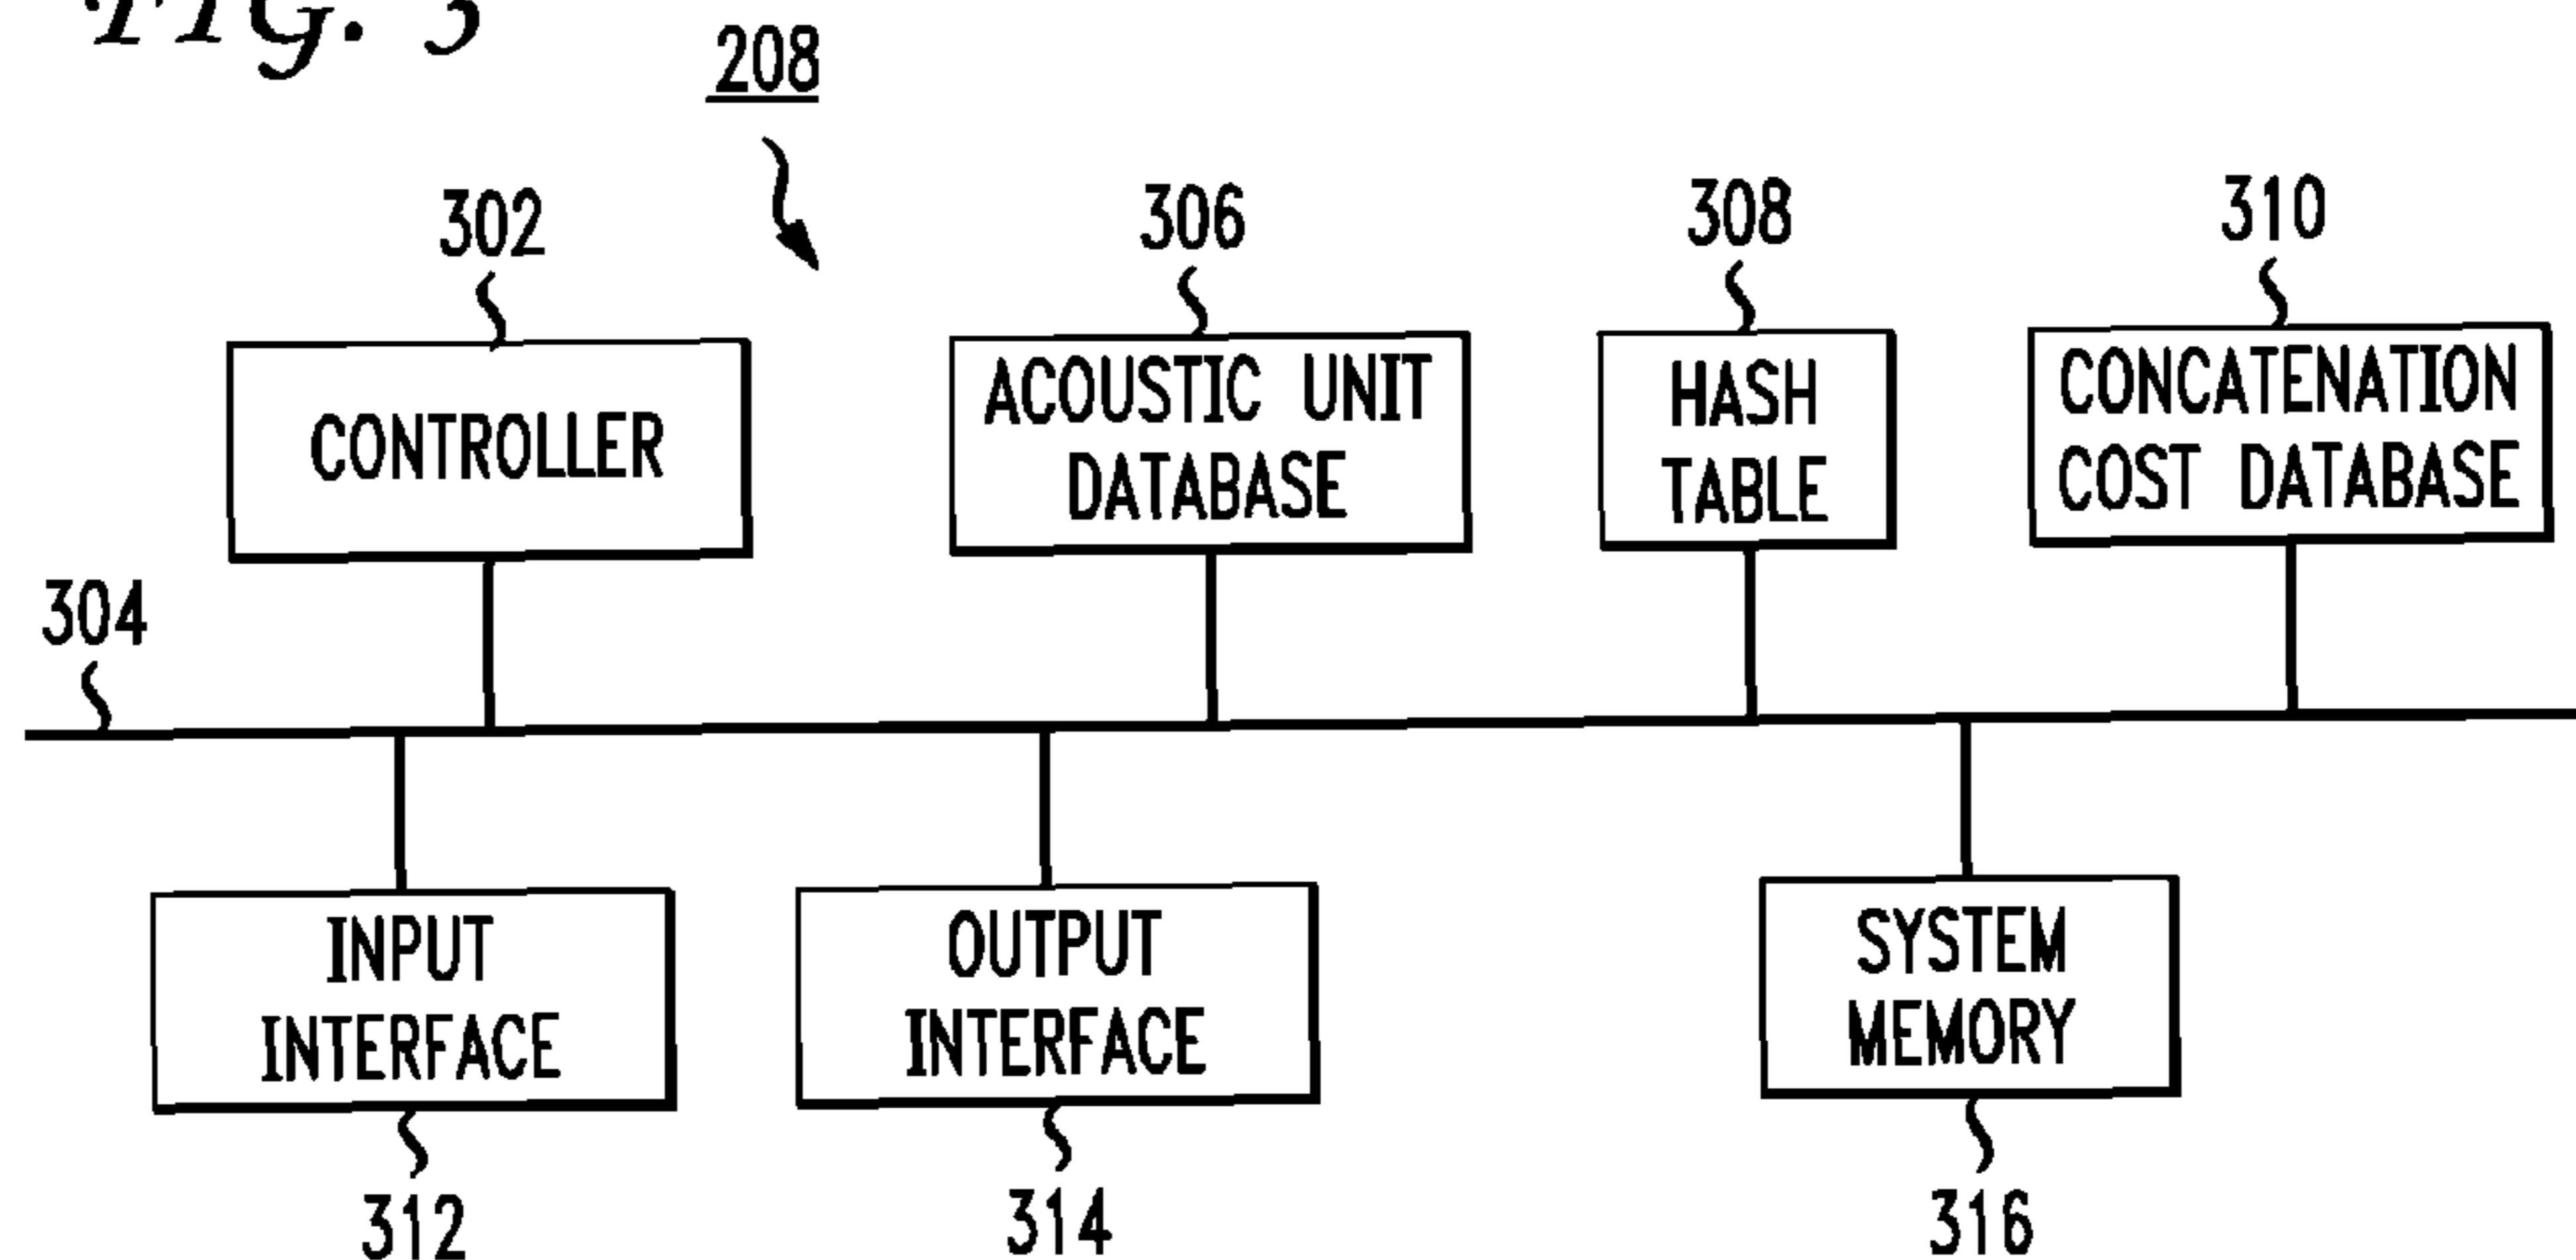 FIG. 3
208
302
306
308
310
CONTROLLER
ACOUSTIC UNIT
DATABASE
HASH
TABLE
CONCATENATION
COST DATABASE
304
INPUT
INTERFACE
OUTPUT
INTERFACE
SYSTEM
MEMORY
312
314
316